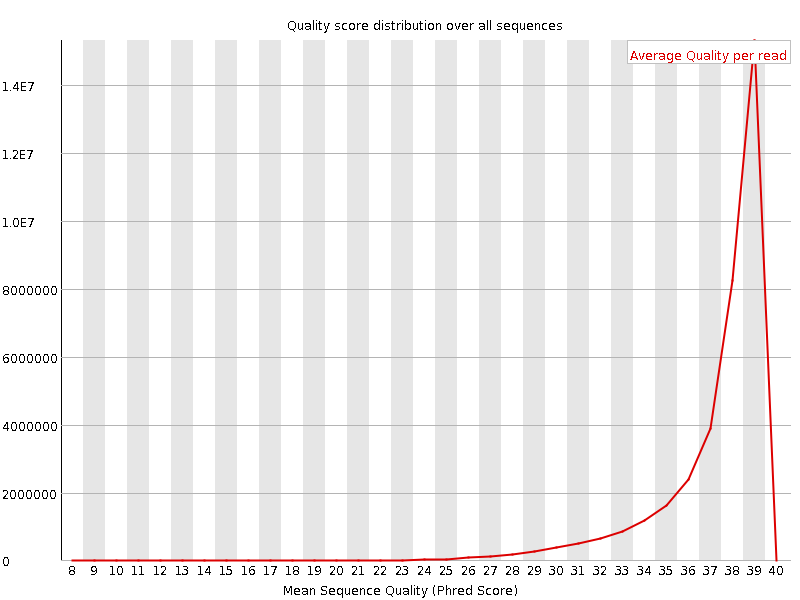 Quality score distribution over all sequences
Average Quality per read
1.4E7
1.2E7
1.0E7
8000000
6000000
4000000
2000000
0
8 9 10 11 12 13 14 15 16 17 18 19 20 21 22 23 24 25 26 27 28 29 30 31 32 33 34 35 36 37 38 39 40
Mean Sequence Quality (Phred Score)